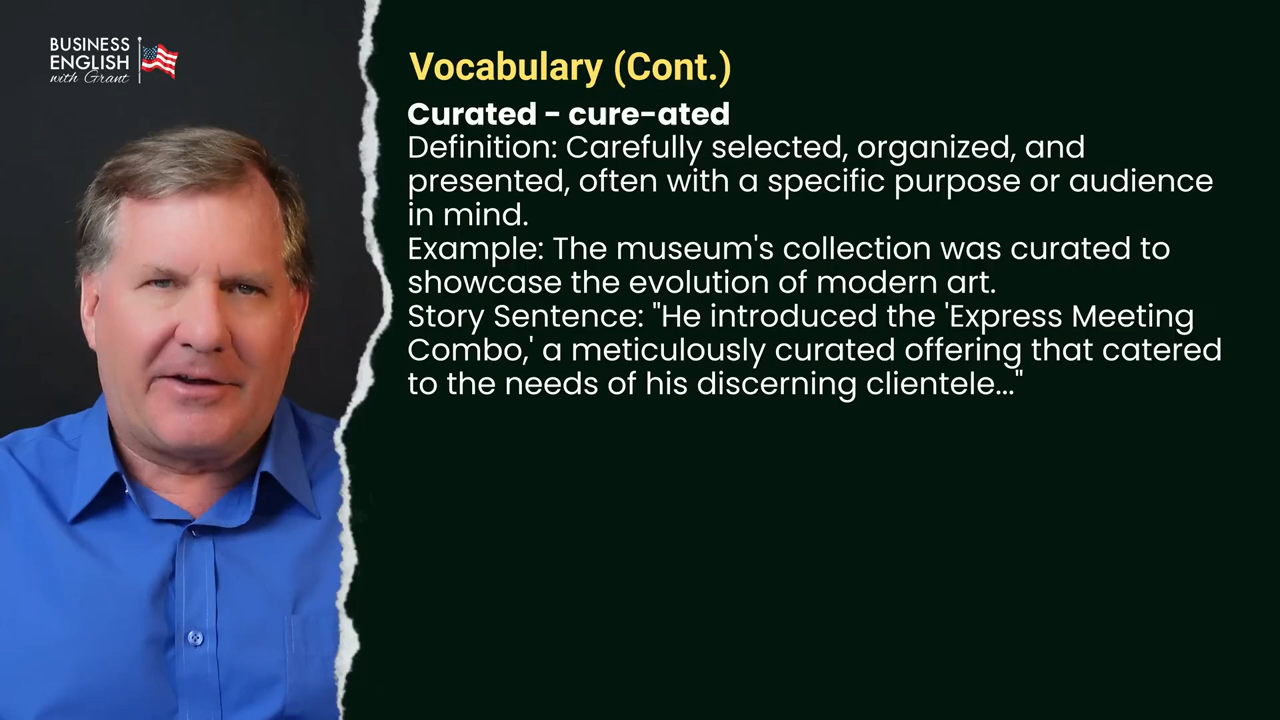 BUSINESS
ENGLISH
with Grant
Vocabulary (Cont.)
Curated - cure-ated
Definition: Carefully selected, organized, and
presented, often with a specific purpose or audience
in mind.
Example: The museum's collection was curated to
showcase the evolution of modern art.
Story Sentence: "He introduced the 'Express Meeting
Combo,' a meticulously curated offering that catered
to the needs of his discerning clientele..."